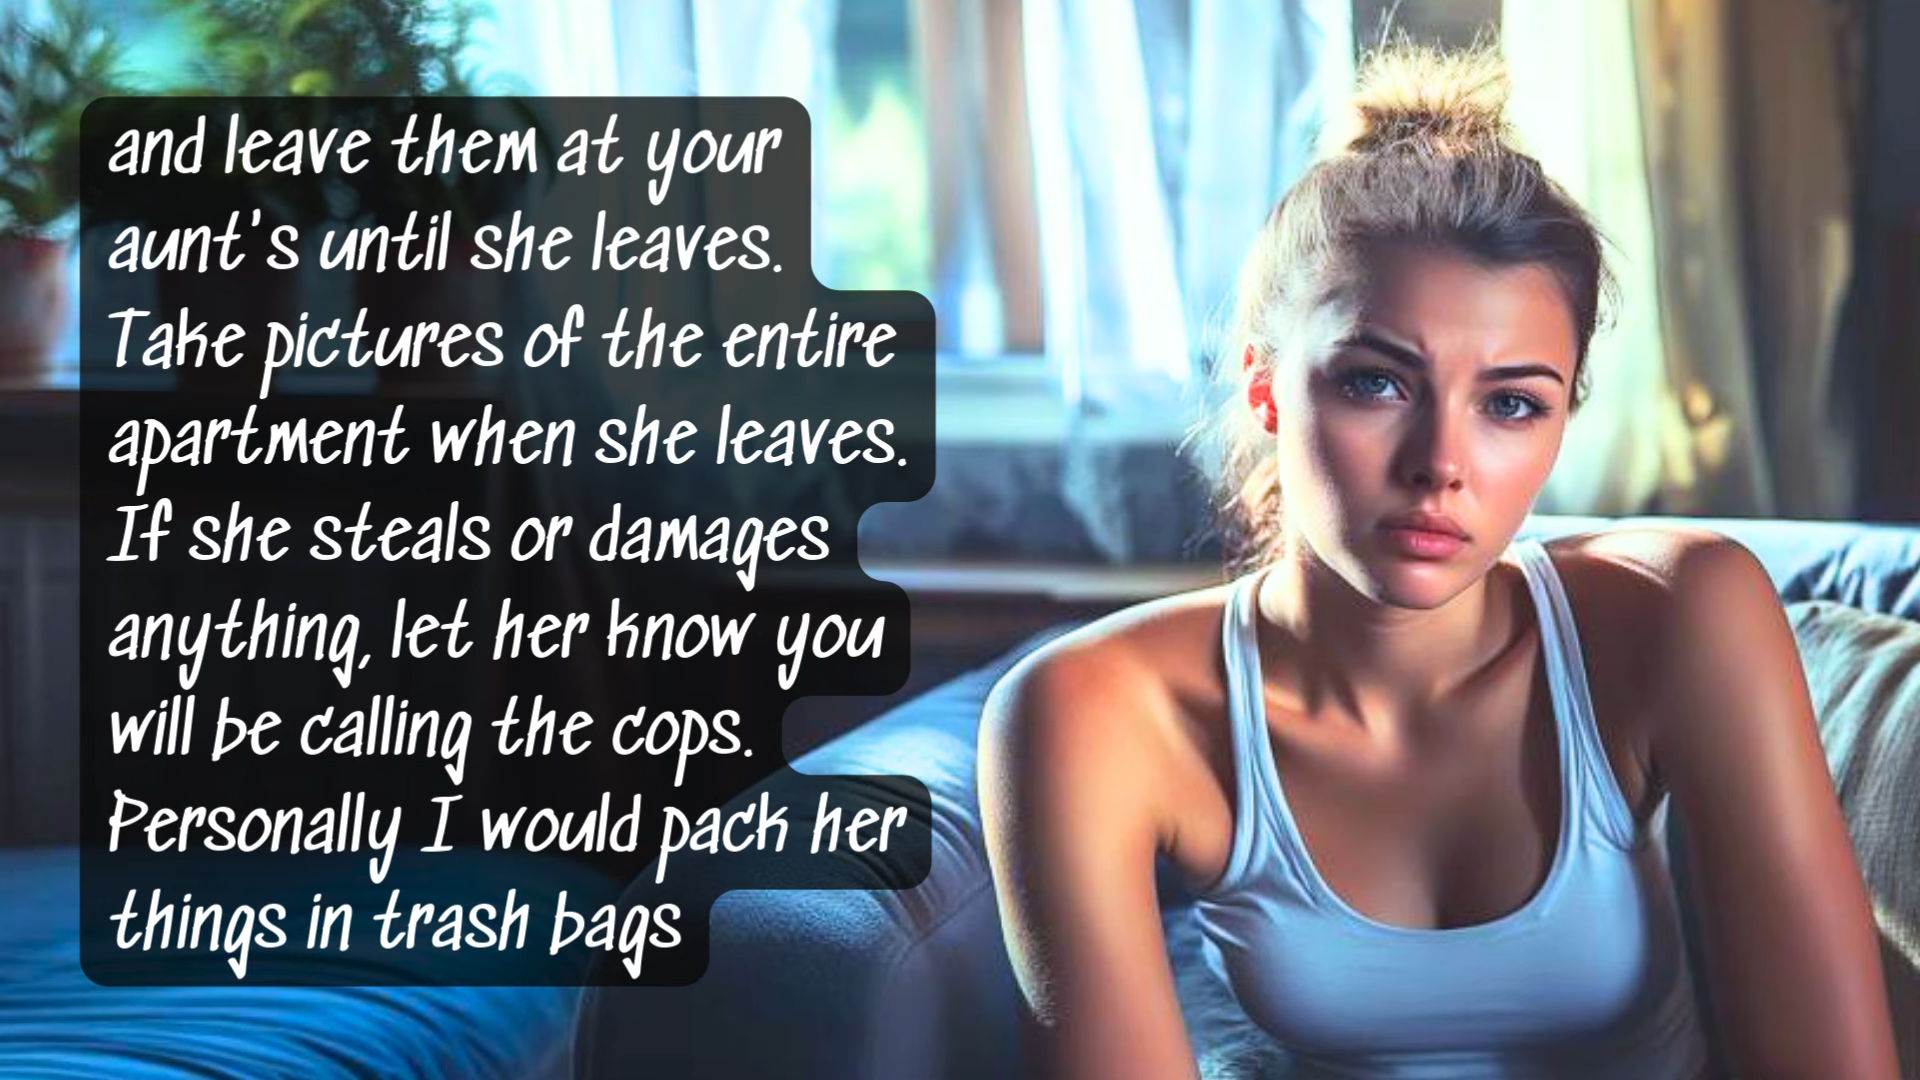 and leave them at your
aunt's until she leaves.
Take pictures of the entire
apartment when she leaves.
If she steals or damages
anything, let her know you
will be calling the cops.
Personally I would pack her
things in trash bags